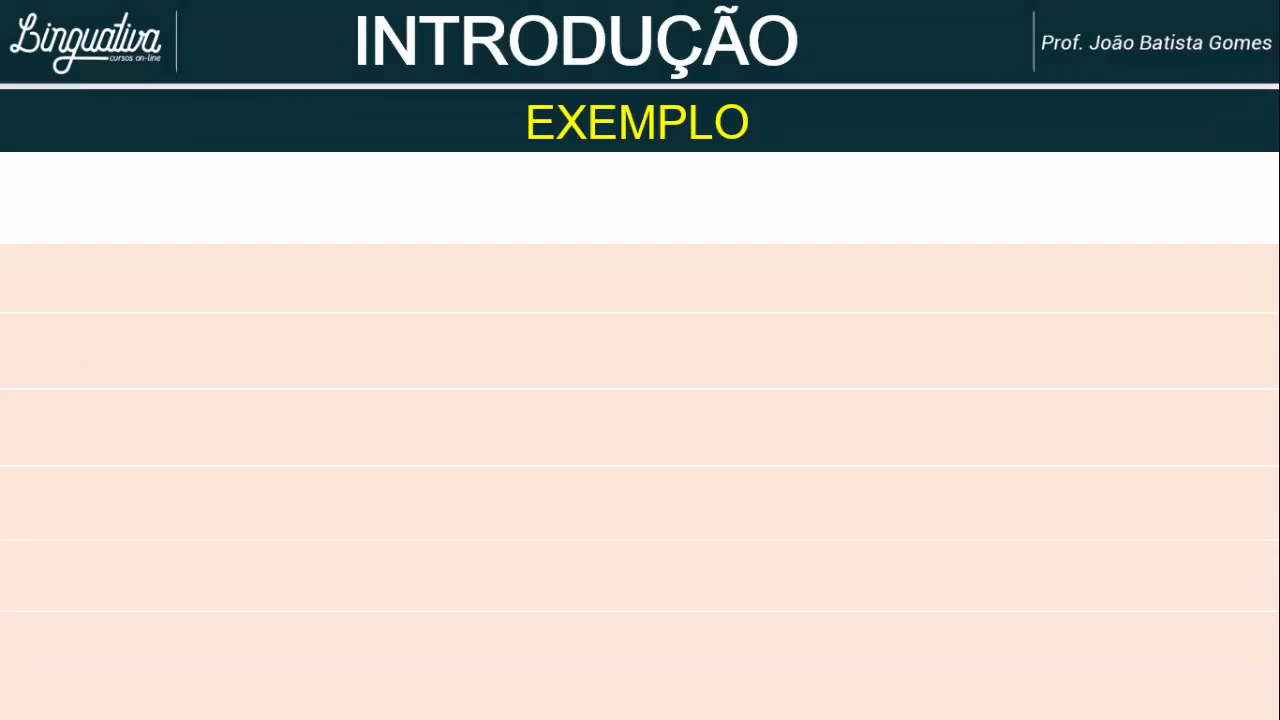 Linguativa
cursos on-line
INTRODUÇÃO
Prof. João Batista Gomes
EXEMPLO